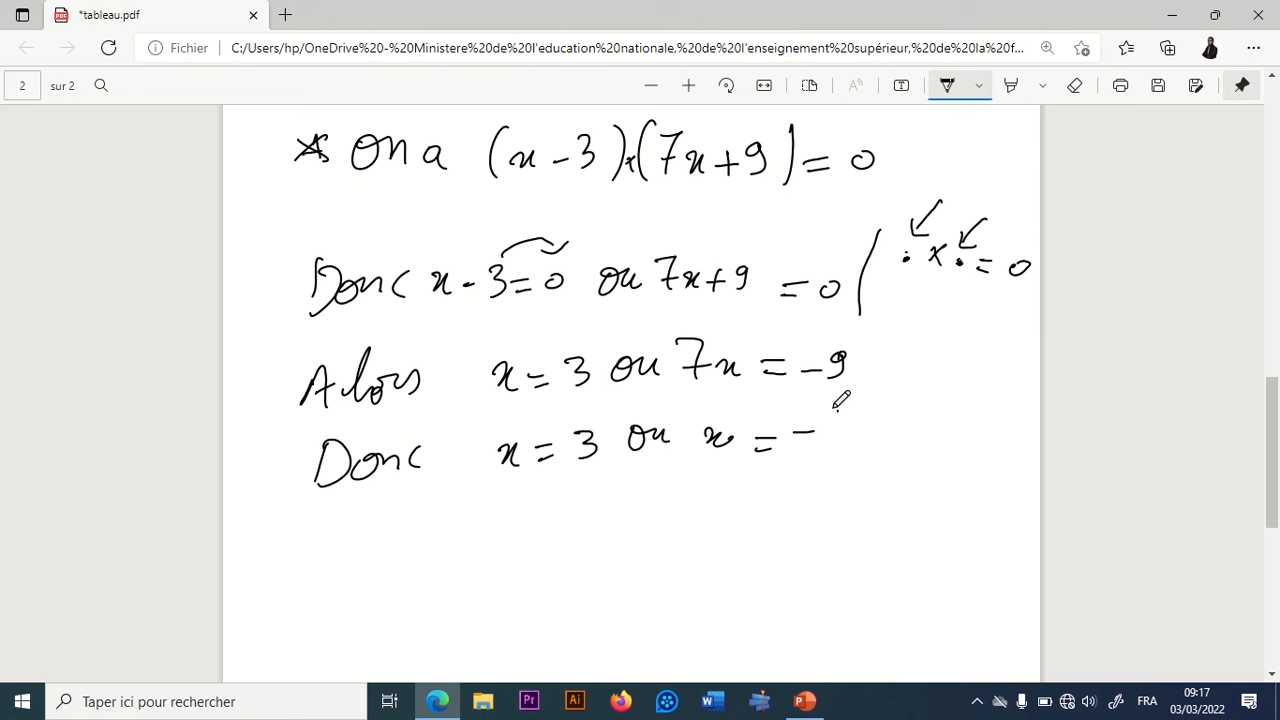 *tableau.pdf
Fichier C:/Users/hp/OneDrive%20-%20Ministere%20de%20l'education%20nationale,%20de%20l'enseignement%20supérieur,%20de%20la%20f...
2 sur 2
On a (x - 3)×(7x + 9) = 0
Donc x - 3 = 0 ou 7x + 9 = 0 / . × . = 0
Alors x = 3 ou 7x = -9
Donc x = 3 ou x = -
Taper ici pour rechercher
Pr Ai FRA 09:17
03/03/2022